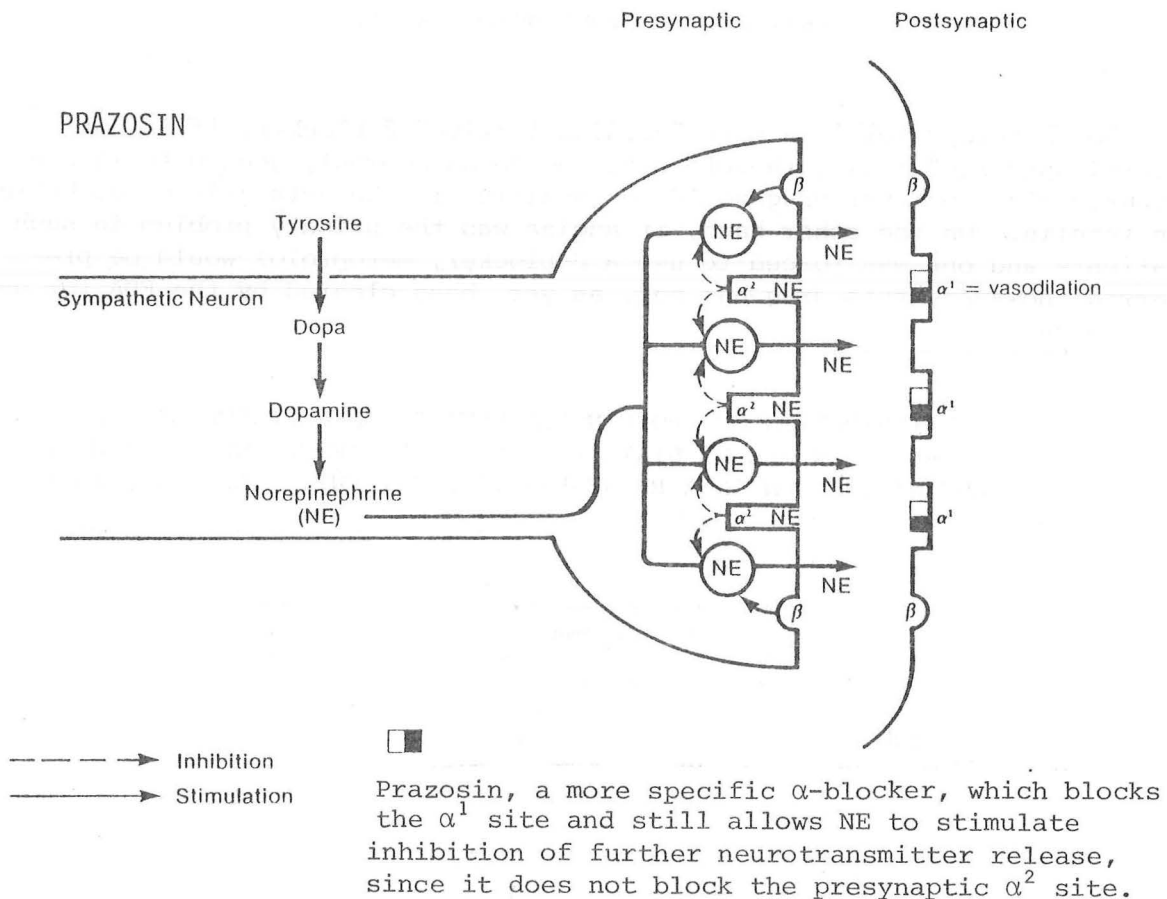 Presynaptic Postsynaptic
PRAZOSIN
Tyrosine
Sympathetic Neuron
Dopa
Dopamine
Norepinephrine
(NE)
β β
NE NE
α² NE α¹ = vasodilation
NE NE
α² NE α¹
NE NE
α² NE α¹
NE NE
β β
Inhibition
Stimulation
Prazosin, a more specific α-blocker, which blocks
the α¹ site and still allows NE to stimulate
inhibition of further neurotransmitter release,
since it does not block the presynaptic α² site.